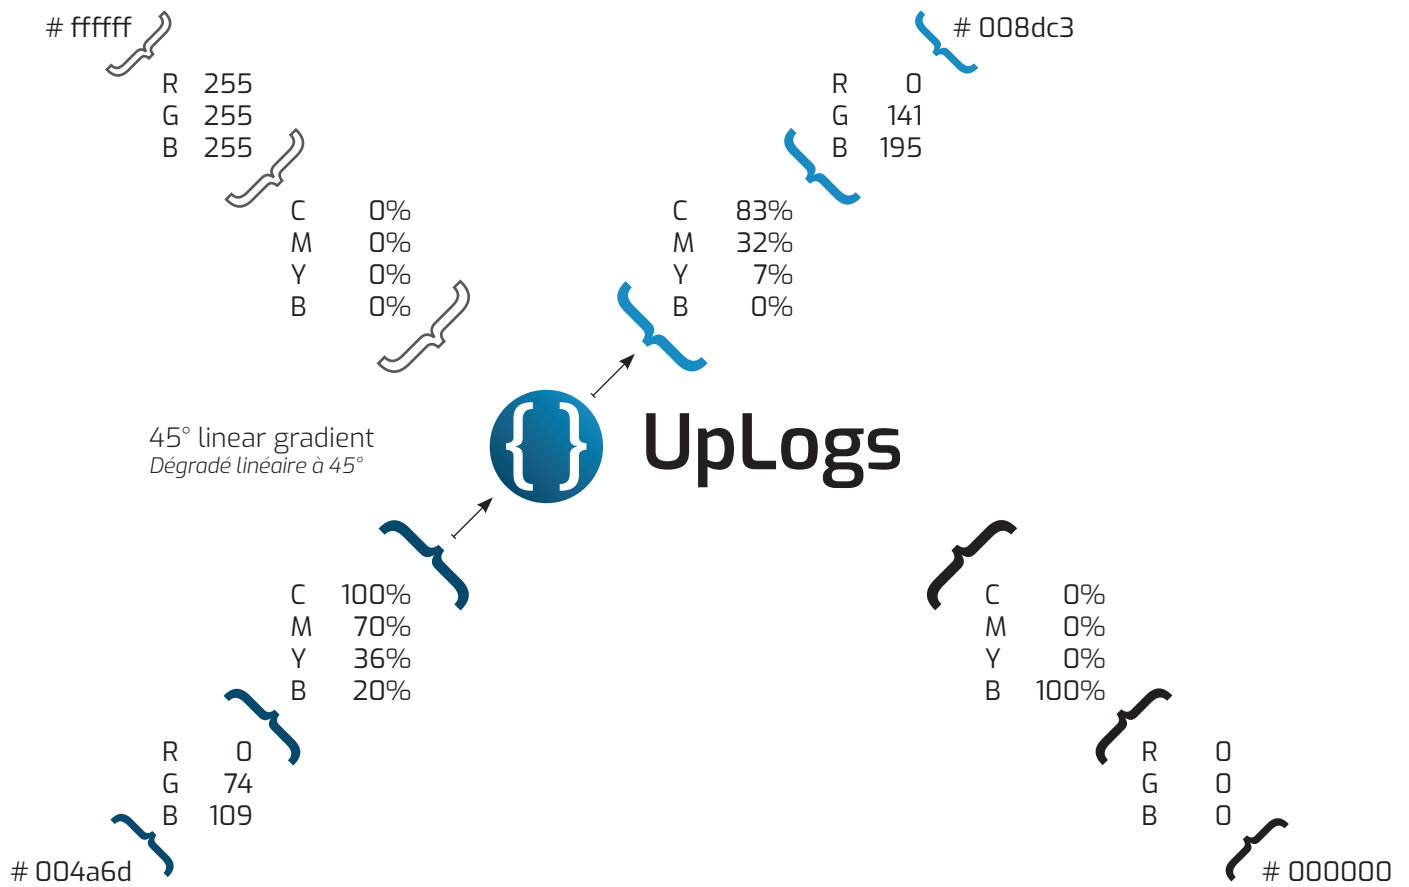 # ffffff
R 255
G 255
B 255
C 0%
M 0%
Y 0%
B 0%
# 008dc3
R 0
G 141
B 195
C 83%
M 32%
Y 7%
B 0%
45° linear gradient
Dégradé linéaire à 45°
{ }
UpLogs
C 100%
M 70%
Y 36%
B 20%
R 0
G 74
B 109
# 004a6d
C 0%
M 0%
Y 0%
B 100%
R 0
G 0
B 0
# 000000